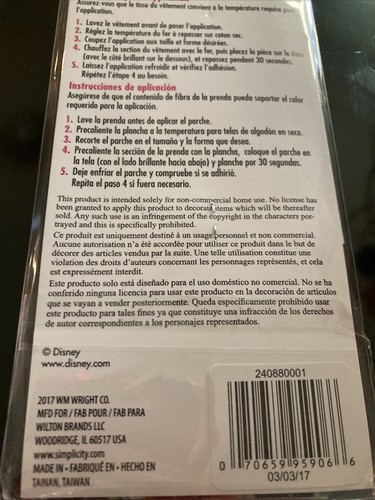 Assurez-vous que le tissu du vêtement convient à la température requise
l'application.
1. Lavez le vêtement avant de poser l'application.
2. Réglez la température du fer à repasser sur coton sec.
3. Coupez l'application aux taille et forme désirées.
4. Chauffez la section du vêtement avec le fer, puis placez la pièce sur le
(avec le côté brillant sur le dessous), et repassez pendant 30 secondes.
5. Laissez l'application refroidir et vérifiez l'adhésion.
Répétez l'étape 4 au besoin.
Instrucciones de aplicación
Asegúrese de que el contenido de fibra de la prenda pueda soportar el calor
requerido para la aplicación.
1. Lave la prenda antes de aplicar el parche.
2. Precaliente la plancha a la temperatura para telas de algodón en seco.
3. Recorte el parche en el tamaño y la forma que desea.
4. Precaliente la sección de la prenda con la plancha, coloque el parche en
la tela (con el lado brillante hacia abajo) y planche por 30 segundos.
5. Deje enfriar el parche y compruebe si se adhirió.
Repita el paso 4 si fuera necesario.
This product is intended solely for non-commercial home use. No license has
been granted to apply this product to decorate items which will be thereafter
sold. Any such use is an infringement of the copyright in the characters por-
trayed and this is specifically prohibited.
Ce produit est uniquement destiné à un usage personnel et non commercial.
Aucune autorisation n'a été accordée pour utiliser ce produit dans le but de
décorer des articles vendus par la suite. Une telle utilisation constitue une
violation des droits d'auteurs concernant les personnages représentés, et cela
est expressément interdit.
Este producto solo está diseñado para el uso doméstico no comercial. No se ha
conferido ninguna licencia para usar este producto en la decoración de artículos
que se vayan a vender posteriormente. Queda específicamente prohibido usar
este producto para tales fines ya que constituye una infracción de los derechos
de autor correspondientes a los personajes representados.
© Disney
www.disney.com
2017 WM WRIGHT CO.
MFD FOR / FAB POUR / FAB PARA
WILTON BRANDS LLC
WOODRIDGE, IL 60517 USA
www.simplicity.com
MADE IN • FABRIQUÉ EN • HECHO EN
TAINAN, TAIWAN
240880001
0 70659 95906 6
03/03/17